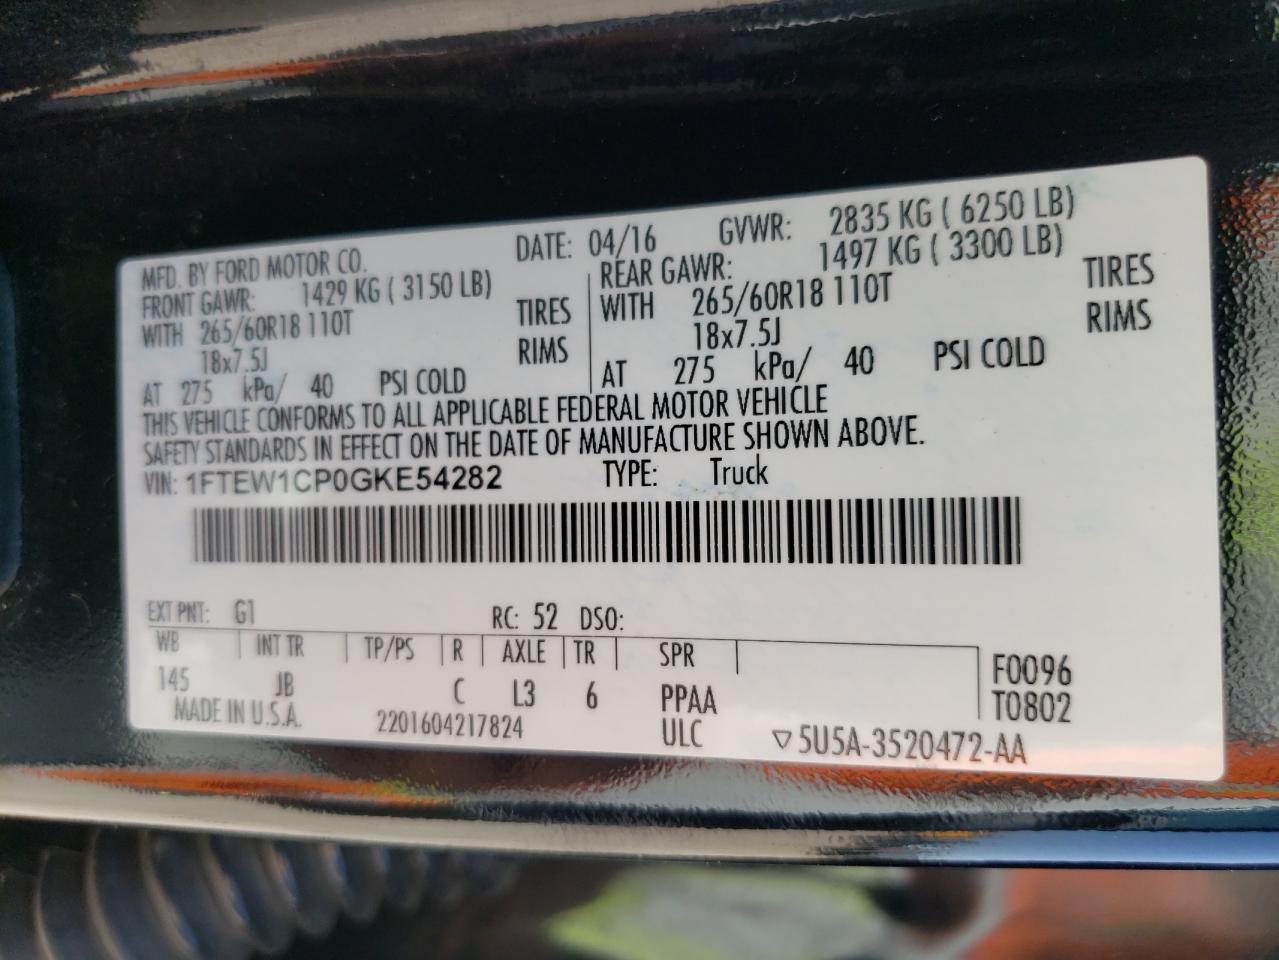 MFD. BY FORD MOTOR CO. DATE: 04/16 GVWR: 2835 KG ( 6250 LB)
FRONT GAWR: 1429 KG ( 3150 LB) REAR GAWR: 1497 KG ( 3300 LB)
WITH 265/60R18 110T TIRES WITH 265/60R18 110T TIRES
18x7.5J RIMS 18x7.5J RIMS
AT 275 kPa/ 40 PSI COLD AT 275 kPa/ 40 PSI COLD
THIS VEHICLE CONFORMS TO ALL APPLICABLE FEDERAL MOTOR VEHICLE
SAFETY STANDARDS IN EFFECT ON THE DATE OF MANUFACTURE SHOWN ABOVE.
VIN: 1FTEW1CP0GKE54282 TYPE: Truck
EXT PNT: G1 RC: 52 DSO:
WB INT TR TP/PS R AXLE TR SPR F0096
145 JB C L3 6 PPAA T0802
MADE IN U.S.A. 2201604217824 ULC ▽5U5A-3520472-AA